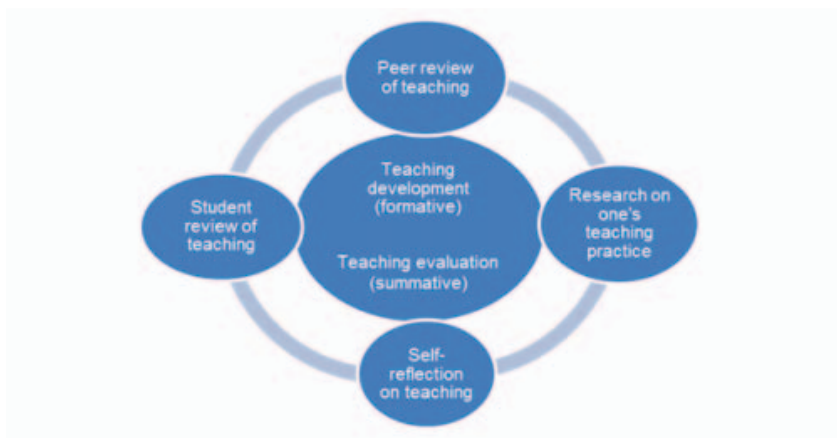 Peer review
of teaching
Teaching
development
(formative)
Teaching evaluation
(summative)
Student
review of
teaching
Research on
one's
teaching
practice
Self-
reflection
on teaching